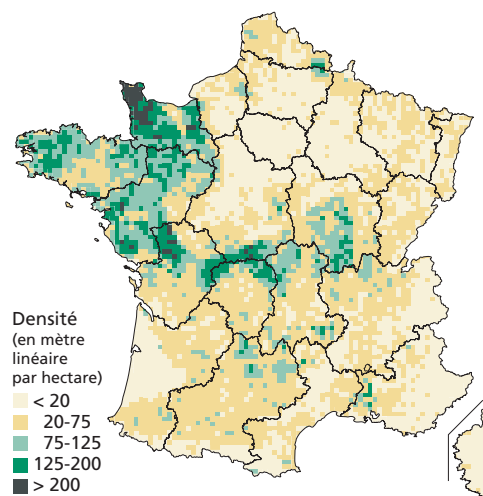 Densité
(en mètre
linéaire
par hectare)
< 20
20-75
75-125
125-200
> 200